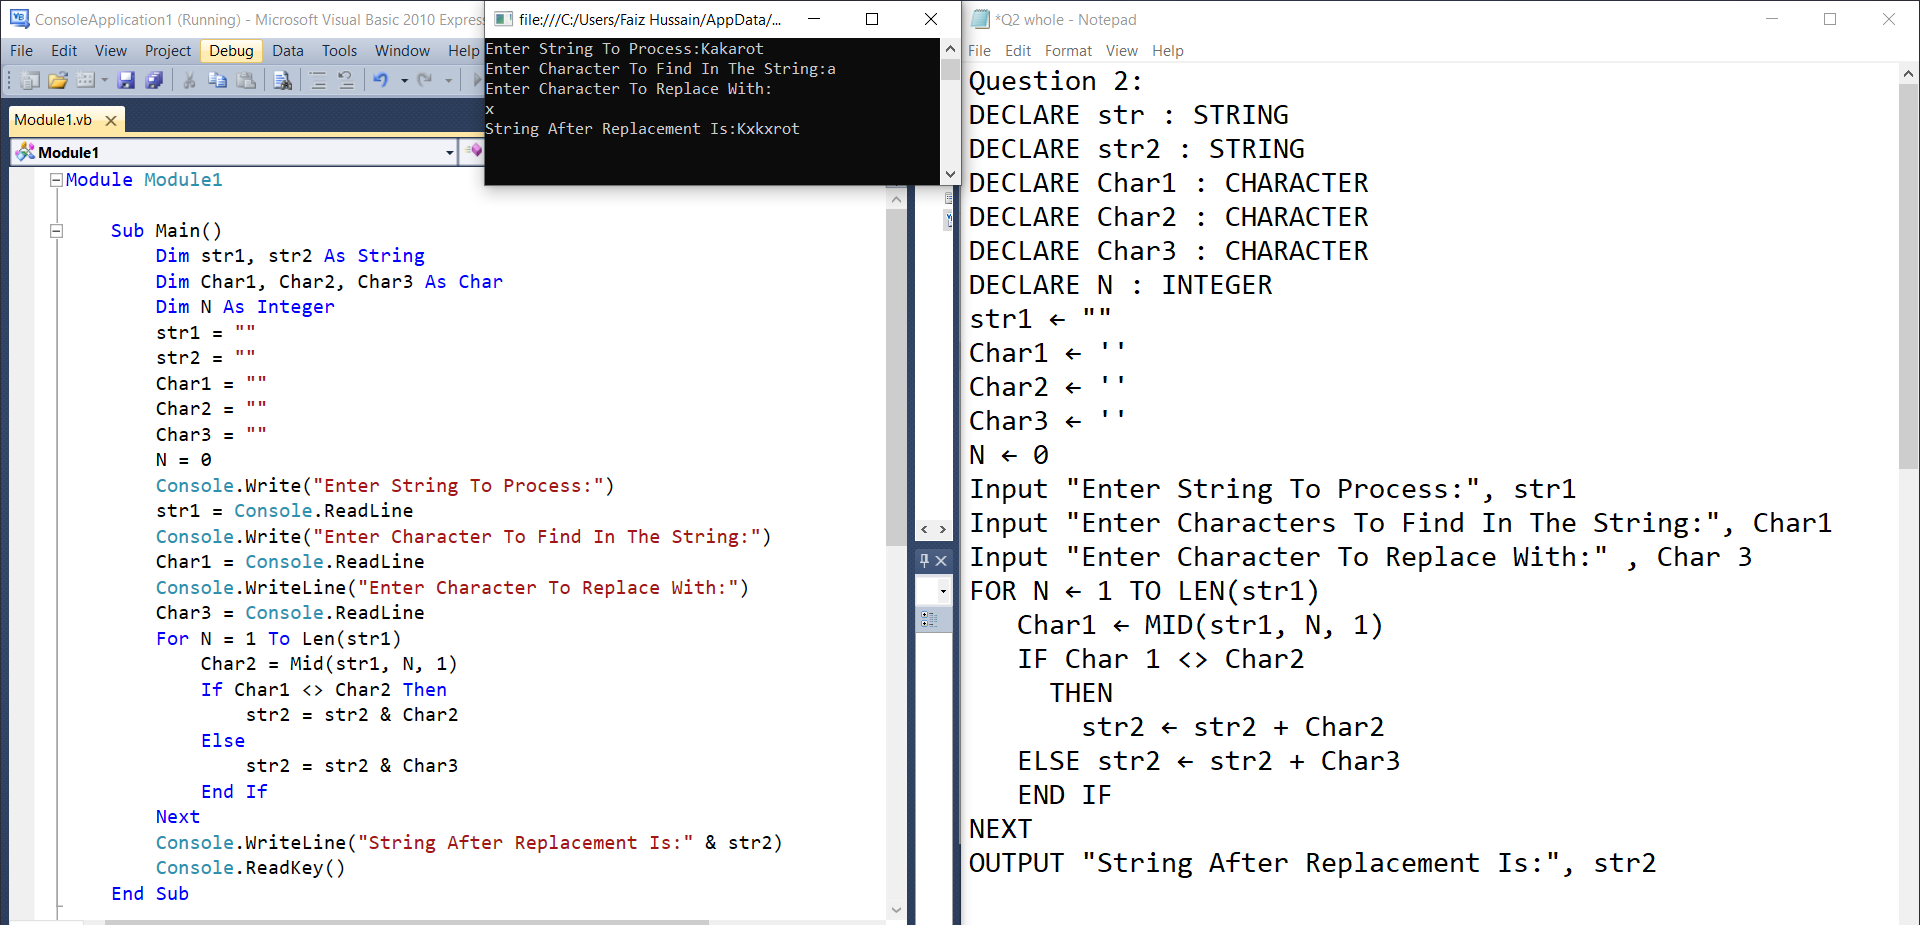 ConsoleApplication1 (Running) - Microsoft Visual Basic 2010 Expres
File Edit View Project Debug Data Tools Window Help
Module1.vb
Module1
Module Module1
Sub Main()
Dim str1, str2 As String
Dim Char1, Char2, Char3 As Char
Dim N As Integer
str1 = ""
str2 = ""
Char1 = ""
Char2 = ""
Char3 = ""
N = 0
Console.Write("Enter String To Process:")
str1 = Console.ReadLine
Console.Write("Enter Character To Find In The String:")
Char1 = Console.ReadLine
Console.WriteLine("Enter Character To Replace With:")
Char3 = Console.ReadLine
For N = 1 To Len(str1)
Char2 = Mid(str1, N, 1)
If Char1 <> Char2 Then
str2 = str2 & Char2
Else
str2 = str2 & Char3
End If
Next
Console.WriteLine("String After Replacement Is:" & str2)
Console.ReadKey()
End Sub
file:///C:/Users/Faiz Hussain/AppData/...
Enter String To Process:Kakarot
Enter Character To Find In The String:a
Enter Character To Replace With:
x
String After Replacement Is:Kxkxrot
*Q2 whole - Notepad
File Edit Format View Help
Question 2:
DECLARE str : STRING
DECLARE str2 : STRING
DECLARE Char1 : CHARACTER
DECLARE Char2 : CHARACTER
DECLARE Char3 : CHARACTER
DECLARE N : INTEGER
str1 ← ""
Char1 ← ''
Char2 ← ''
Char3 ← ''
N ← 0
Input "Enter String To Process:", str1
Input "Enter Characters To Find In The String:", Char1
Input "Enter Character To Replace With:" , Char 3
FOR N ← 1 TO LEN(str1)
Char1 ← MID(str1, N, 1)
IF Char 1 <> Char2
THEN
str2 ← str2 + Char2
ELSE str2 ← str2 + Char3
END IF
NEXT
OUTPUT "String After Replacement Is:", str2